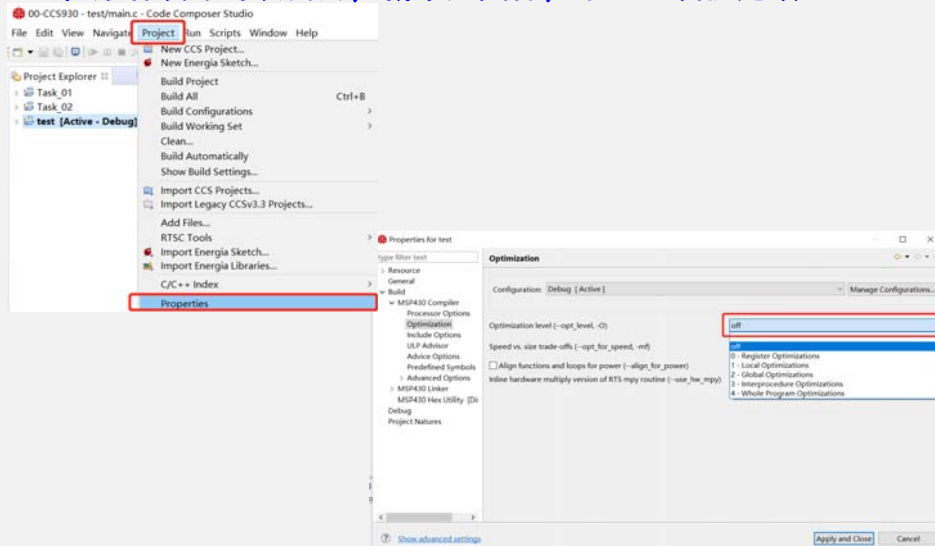 00-CCS930 - test/main.c - Code Composer Studio
File Edit View Navigate Project Run Scripts Window Help
Project Explorer
Task_01
Task_02
test [Active - Debug]
New CCS Project...
New Energia Sketch...
Build Project
Build All Ctrl+B
Build Configurations
Build Working Set
Clean...
Build Automatically
Show Build Settings...
Import CCS Projects...
Import Legacy CCSv3.3 Projects...
Add Files...
RTSC Tools
Import Energia Sketch...
Import Energia Libraries...
C/C++ Index
Properties
Properties for test
type filter text
Resource
General
Build
MSP430 Compiler
Processor Options
Optimization
Include Options
ULP Advisor
Advice Options
Predefined Symbols
Advanced Options
MSP430 Linker
MSP430 Hex Utility [Di
Debug
Project Natures
Optimization
Configuration: Debug [ Active ]
Manage Configurations...
Optimization level (--opt_level, -O)
off
Speed vs. size trade-offs (--opt_for_speed, -mf)
Align functions and loops for power (--align_for_power)
Inline hardware multiply version of RTS mpy routine (--use_hw_mpy)
off
0 - Register Optimizations
1 - Local Optimizations
2 - Global Optimizations
3 - Interprocedure Optimizations
4 - Whole Program Optimizations
Show advanced settings
Apply and Close
Cancel